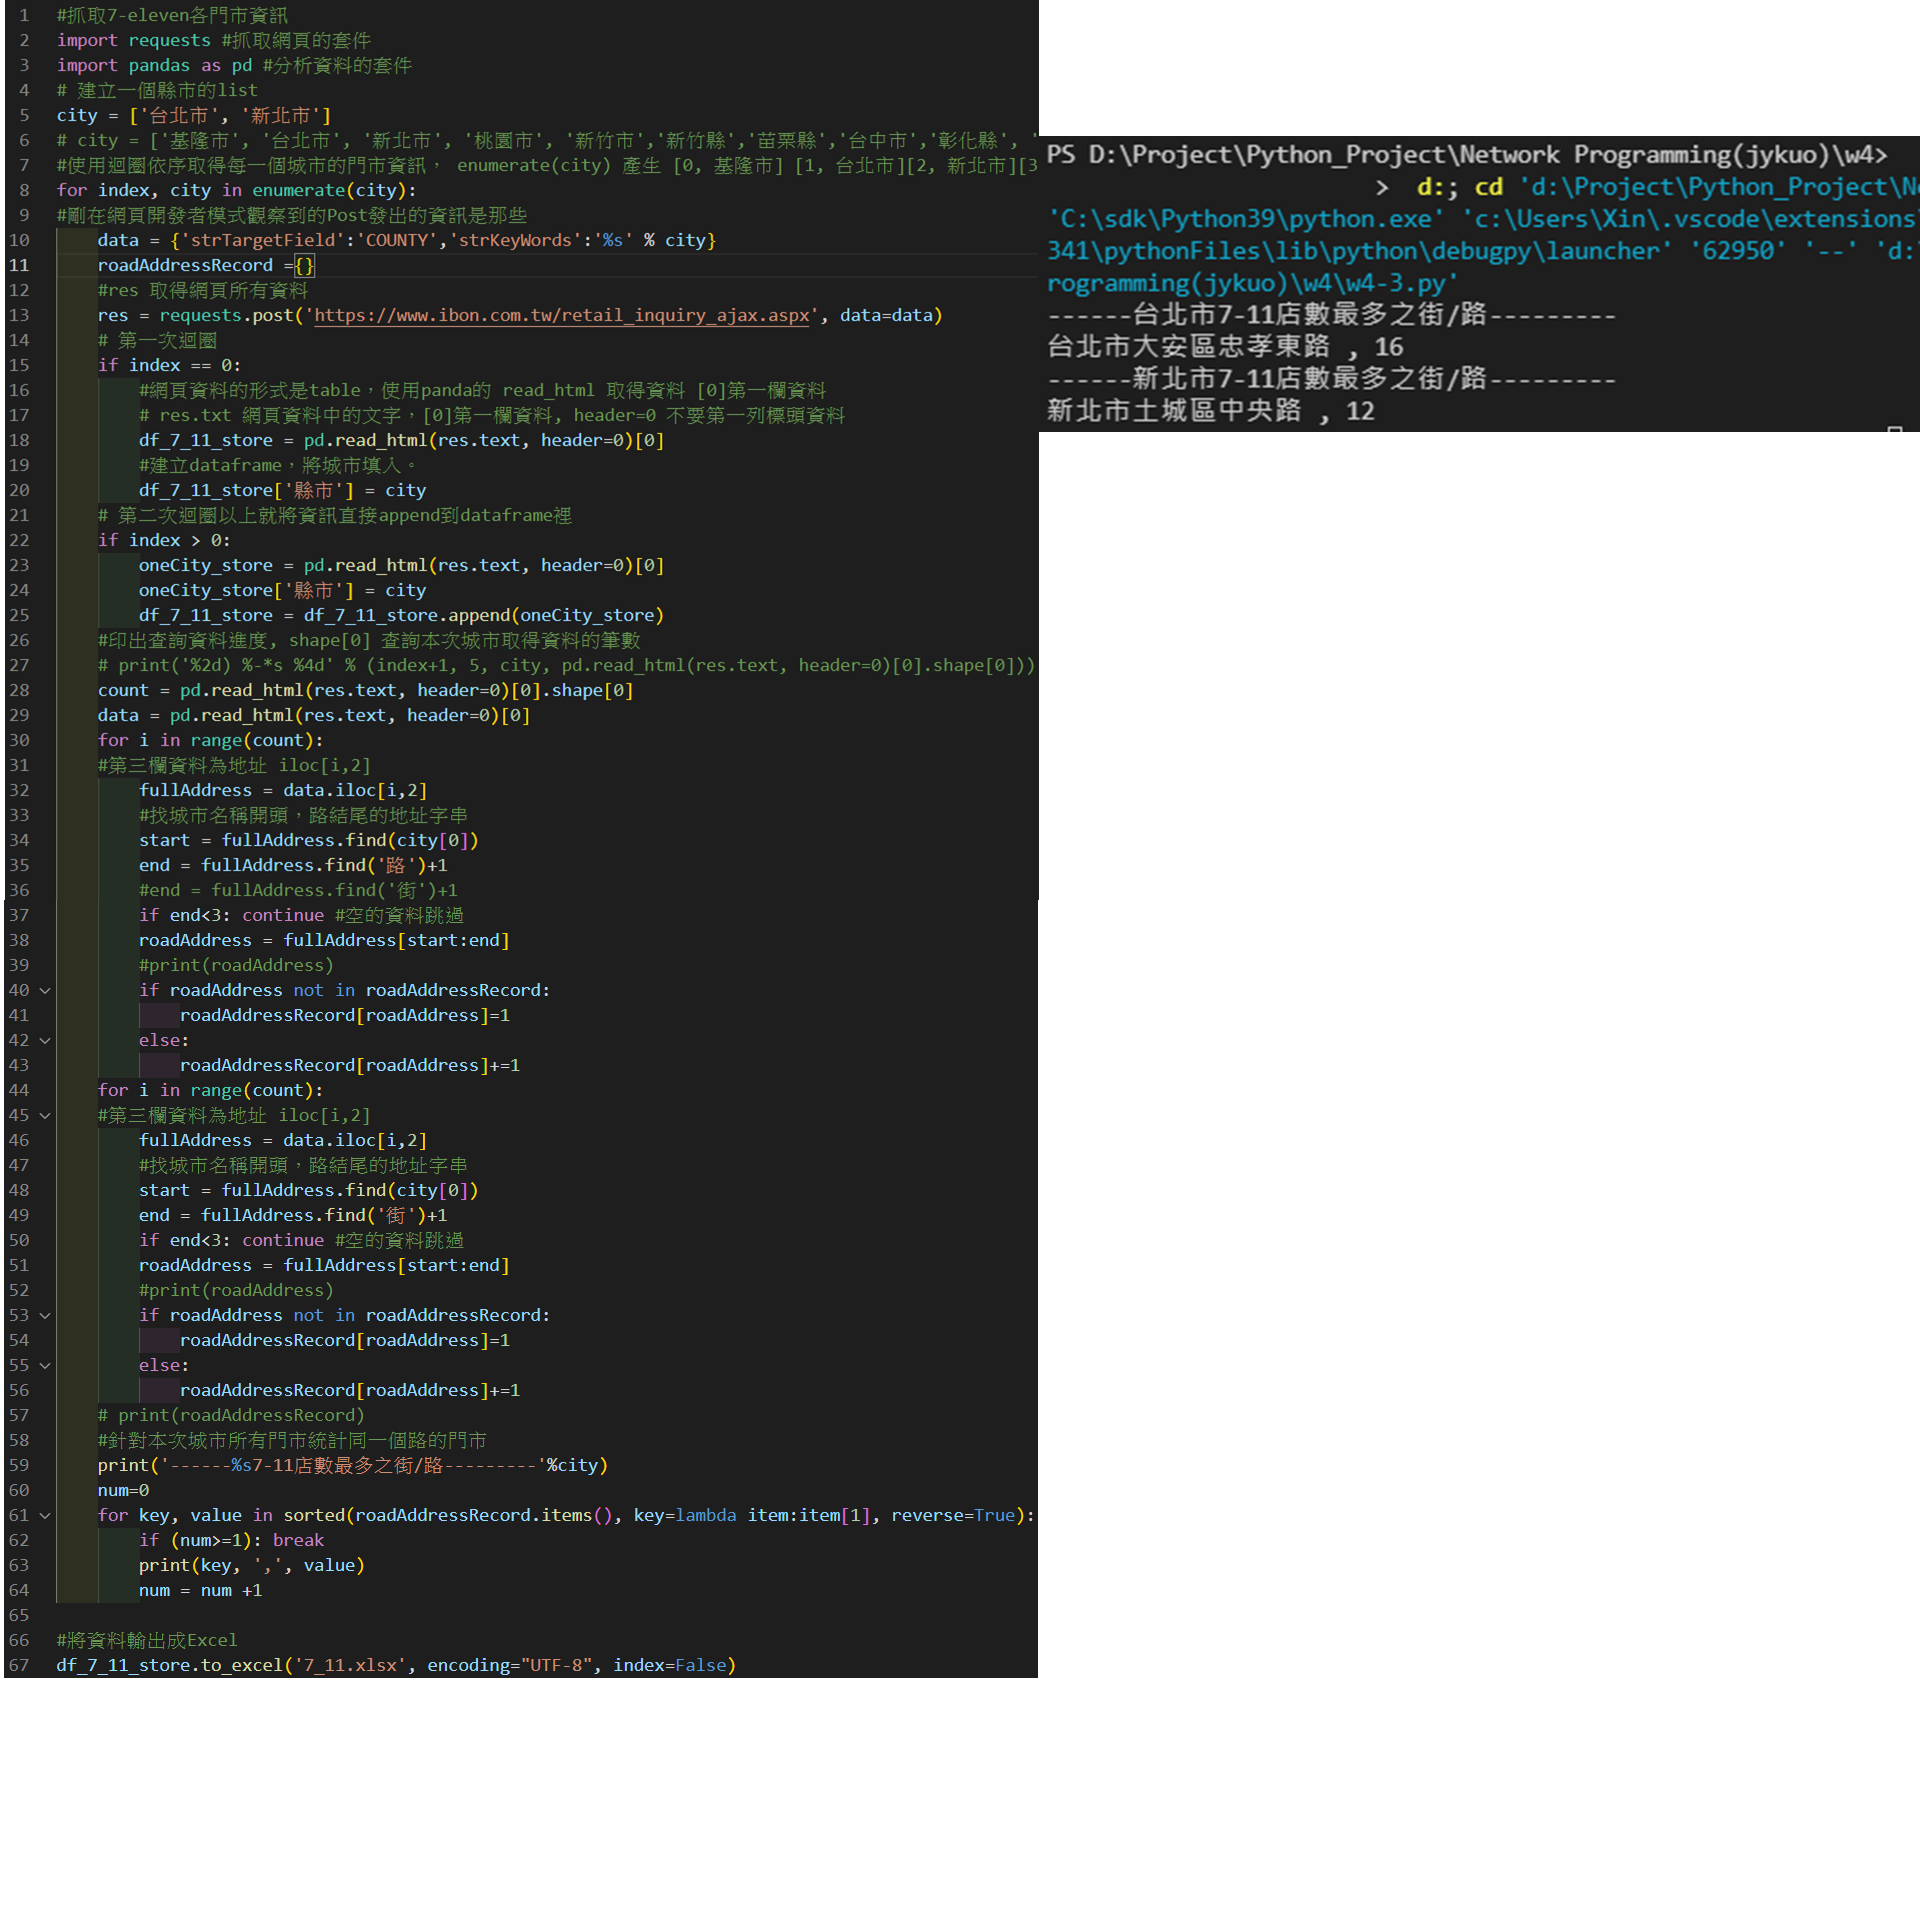 1 #抓取7-eleven各門市資訊
2 import requests #抓取網頁的套件
3 import pandas as pd #分析資料的套件
4 # 建立一個縣市的list
5 city = ['台北市', '新北市']
6 # city = ['基隆市', '台北市', '新北市', '桃園市', '新竹市','新竹縣','苗栗縣','台中市','彰化縣', '
7 #使用迴圈依序取得每一個城市的門市資訊, enumerate(city) 產生 [0, 基隆市] [1, 台北市][2, 新北市][3
8 for index, city in enumerate(city):
9 #剛在網頁開發者模式觀察到的Post發出的資訊是那些
10 data = {'strTargetField':'COUNTY','strKeyWords':'%s' % city}
11 roadAddressRecord ={}
12 #res 取得網頁所有資料
13 res = requests.post('https://www.ibon.com.tw/retail_inquiry_ajax.aspx', data=data)
14 # 第一次迴圈
15 if index == 0:
16 #網頁資料的形式是table,使用panda的 read_html 取得資料 [0]第一欄資料
17 # res.txt 網頁資料中的文字,[0]第一欄資料, header=0 不要第一列標頭資料
18 df_7_11_store = pd.read_html(res.text, header=0)[0]
19 #建立dataframe,將城市填入。
20 df_7_11_store['縣市'] = city
21 # 第二次迴圈以上就將資訊直接append到dataframe裡
22 if index > 0:
23 oneCity_store = pd.read_html(res.text, header=0)[0]
24 oneCity_store['縣市'] = city
25 df_7_11_store = df_7_11_store.append(oneCity_store)
26 #印出查詢資料進度, shape[0] 查詢本次城市取得資料的筆數
27 # print('%2d) %-*s %4d' % (index+1, 5, city, pd.read_html(res.text, header=0)[0].shape[0]))
28 count = pd.read_html(res.text, header=0)[0].shape[0]
29 data = pd.read_html(res.text, header=0)[0]
30 for i in range(count):
31 #第三欄資料為地址 iloc[i,2]
32 fullAddress = data.iloc[i,2]
33 #找城市名稱開頭,路結尾的地址字串
34 start = fullAddress.find(city[0])
35 end = fullAddress.find('路')+1
36 #end = fullAddress.find('街')+1
37 if end<3: continue #空的資料跳過
38 roadAddress = fullAddress[start:end]
39 #print(roadAddress)
40 if roadAddress not in roadAddressRecord:
41 roadAddressRecord[roadAddress]=1
42 else:
43 roadAddressRecord[roadAddress]+=1
44 for i in range(count):
45 #第三欄資料為地址 iloc[i,2]
46 fullAddress = data.iloc[i,2]
47 #找城市名稱開頭,路結尾的地址字串
48 start = fullAddress.find(city[0])
49 end = fullAddress.find('街')+1
50 if end<3: continue #空的資料跳過
51 roadAddress = fullAddress[start:end]
52 #print(roadAddress)
53 if roadAddress not in roadAddressRecord:
54 roadAddressRecord[roadAddress]=1
55 else:
56 roadAddressRecord[roadAddress]+=1
57 # print(roadAddressRecord)
58 #針對本次城市所有門市統計同一個路的門市
59 print('------%s7-11店數最多之街/路---------'%city)
60 num=0
61 for key, value in sorted(roadAddressRecord.items(), key=lambda item:item[1], reverse=True):
62 if (num>=1): break
63 print(key, ',', value)
64 num = num +1
65
66 #將資料輸出成Excel
67 df_7_11_store.to_excel('7_11.xlsx', encoding="UTF-8", index=False)
PS D:\Project\Python_Project\Network Programming(jykuo)\w4>
> d:; cd 'd:\Project\Python_Project\Ne
'C:\sdk\Python39\python.exe' 'c:\Users\Xin\.vscode\extensions
341\pythonFiles\lib\python\debugpy\launcher' '62950' '--' 'd:
rogramming(jykuo)\w4\w4-3.py'
------台北市7-11店數最多之街/路---------
台北市大安區忠孝東路 , 16
------新北市7-11店數最多之街/路---------
新北市土城區中央路 , 12